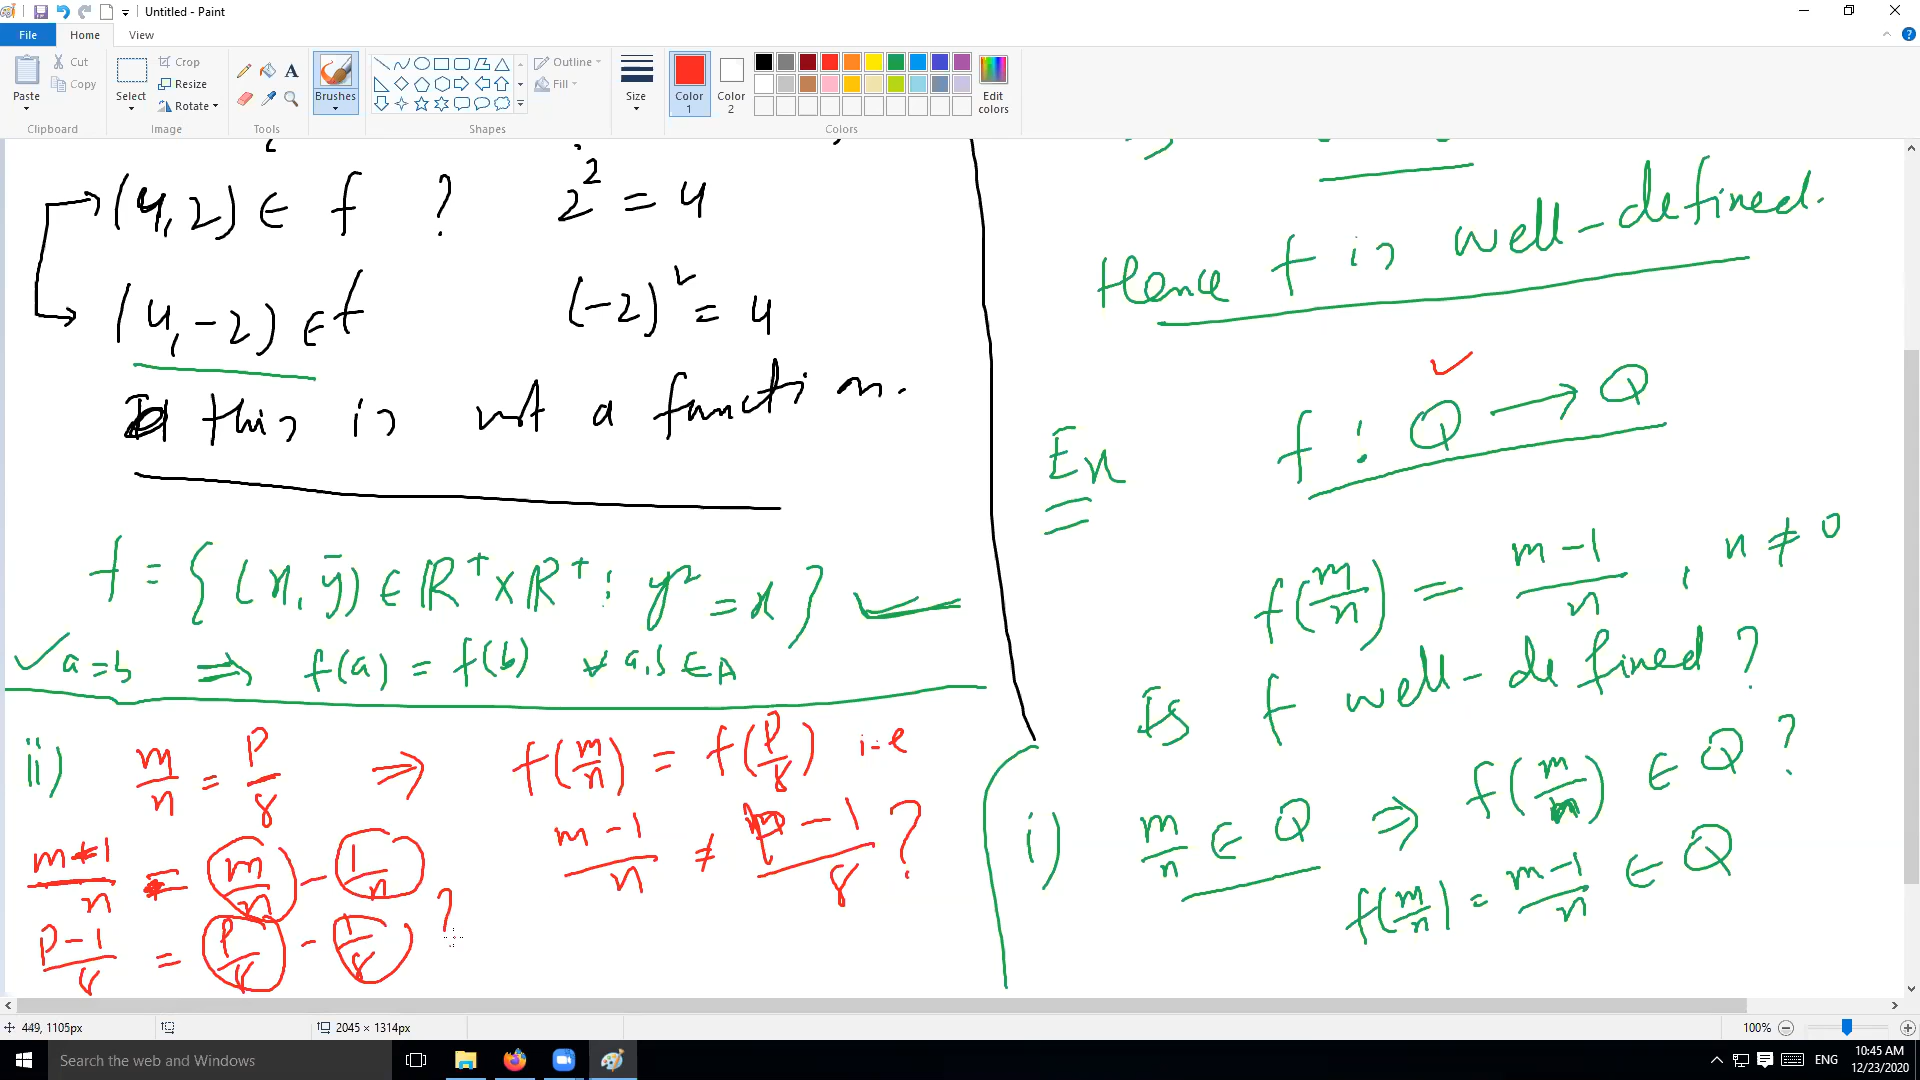 Untitled - Paint
File Home View
Paste Cut Copy Clipboard
Select Crop Resize Rotate Image
Tools
Brushes
Shapes
Outline Fill
Size
Color 1 Color 2 Edit colors Colors
(4,2) ∈ f ? 2² = 4
(4,-2) ∈ f (-2)² = 4
this is not a function.
f = { (x, y) ∈ R⁺ x R⁺ : y² = x }
✓ a = b ⇒ f(a) = f(b) ∀ a,b ∈ A
ii) m/n = p/q ⇒ f(m/n) = f(p/q) i-e
m-1/n ≠ p-1/q ?
m-1/n = m/n - 1/n
p-1/q = p/q - 1/q ?
Hence f is well-defined.
✓
Ex f : Q → Q
f(m/n) = m-1/n , n ≠ 0
Is f well-defined ?
i) m/n ∈ Q ⇒ f(m/n) ∈ Q ?
f(m/n) = m-1/n ∈ Q
449, 1105px 2045 × 1314px 100%
Search the web and Windows
ENG 10:45 AM
12/23/2020